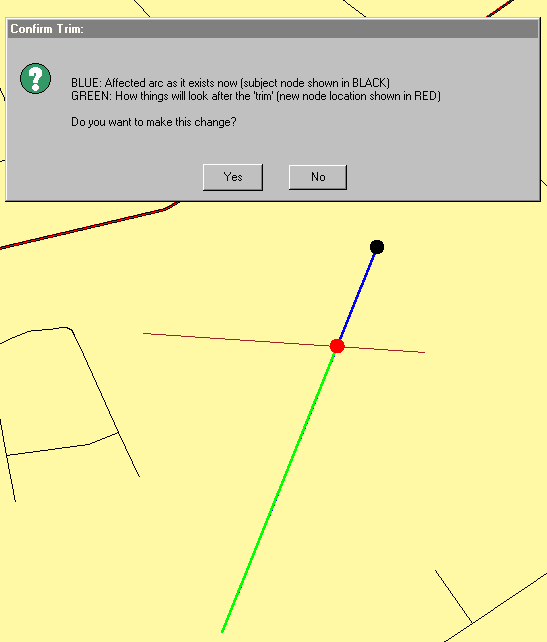 Confirm Trim:
?
BLUE: Affected arc as it exists now (subject node shown in BLACK)
GREEN: How things will look after the 'trim' (new node location shown in RED)
Do you want to make this change?
Yes No